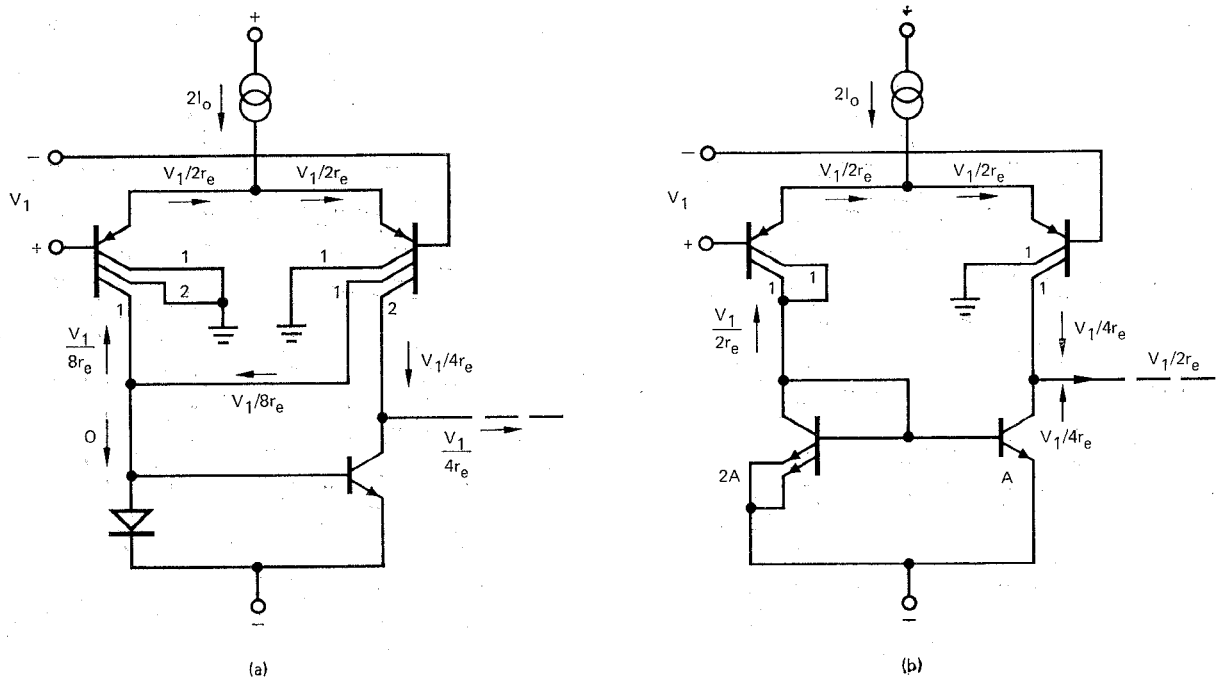 +
+
2Iₒ
2Iₒ
−
−
V₁/2rₑ
V₁/2rₑ
V₁/2rₑ
V₁/2rₑ
V₁
V₁
+
+
1
2
1
1
1
2
1
1
1
1
V₁
8rₑ
V₁/8rₑ
V₁/4rₑ
V₁
2rₑ
V₁/4rₑ
V₁/2rₑ
0
V₁
4rₑ
V₁/4rₑ
2A
A
−
−
(a)
(b)